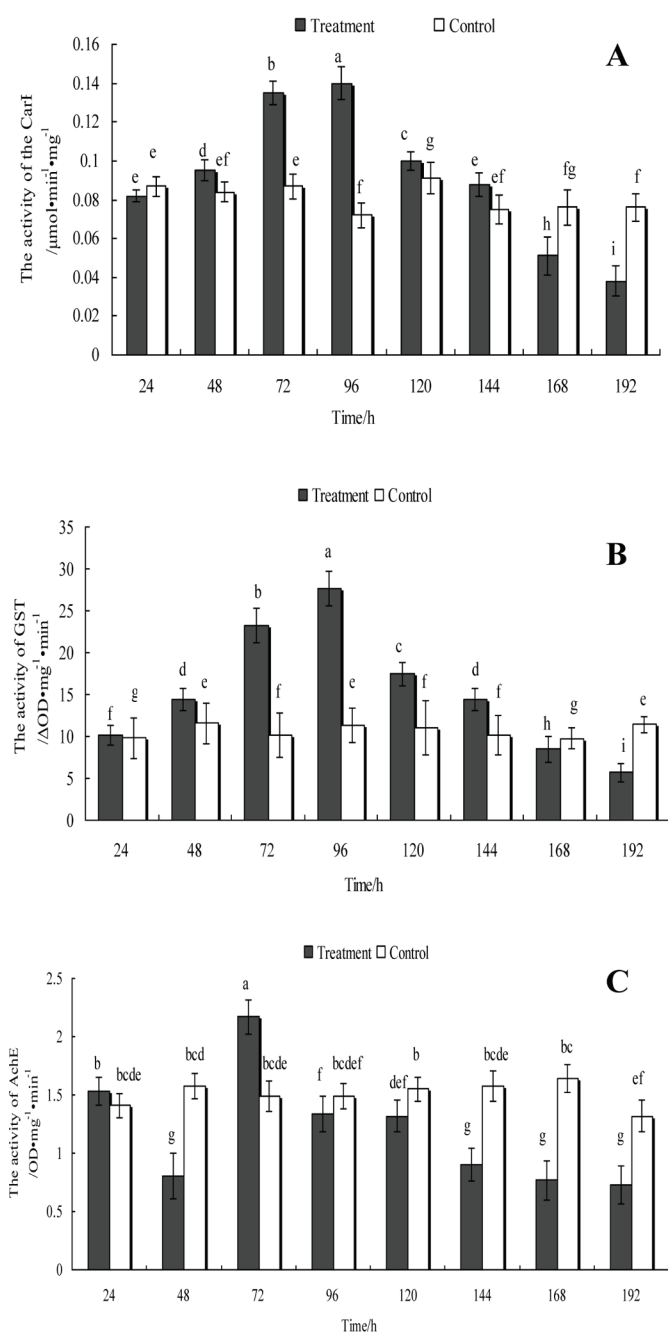 Treatment Control
A
The activity of the CarI
/μmol•min⁻¹•mg⁻¹
0.16
0.14
0.12
0.1
0.08
0.06
0.04
0.02
0
e e d ef b e a f c g e ef h fg i f
24 48 72 96 120 144 168 192
Time/h
Treatment Control
B
The activity of GST
/ΔOD•mg⁻¹•min⁻¹
35
30
25
20
15
10
5
0
f g d e b f a e c f d f h g i e
24 48 72 96 120 144 168 192
Time/h
Treatment Control
C
The activity of AchE
/OD•mg⁻¹•min⁻¹
2.5
2
1.5
1
0.5
0
b bcde g bcd a bcde f bcdef def b g bcde g bc g ef
24 48 72 96 120 144 168 192
Time/h